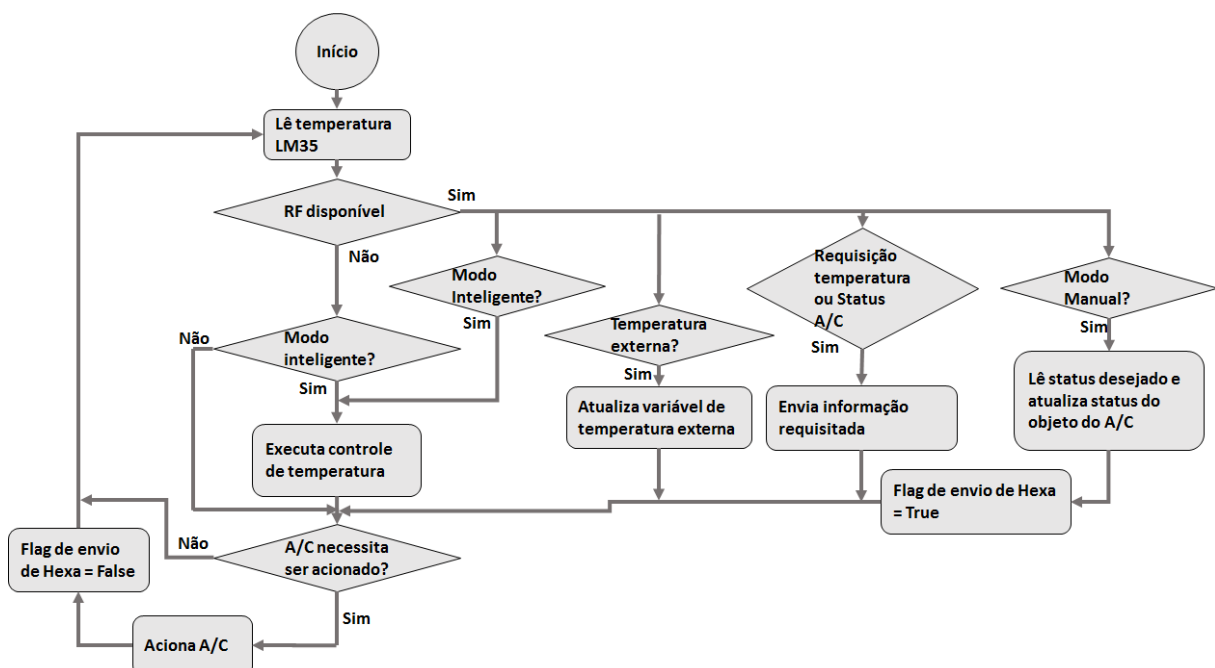 Início
Lê temperatura
LM35
Sim
RF disponível
Não
Modo
Inteligente?
Sim
Requisição
temperatura
ou Status
A/C
Sim
Modo
Manual?
Sim
Temperatura
externa?
Sim
Não
Modo
inteligente?
Sim
Atualiza variável de
temperatura externa
Envia informação
requisitada
Lê status desejado e
atualiza status do
objeto do A/C
Executa controle
de temperatura
Flag de envio de Hexa
= True
Flag de envio
de Hexa = False
Não
A/C necessita
ser acionado?
Sim
Aciona A/C